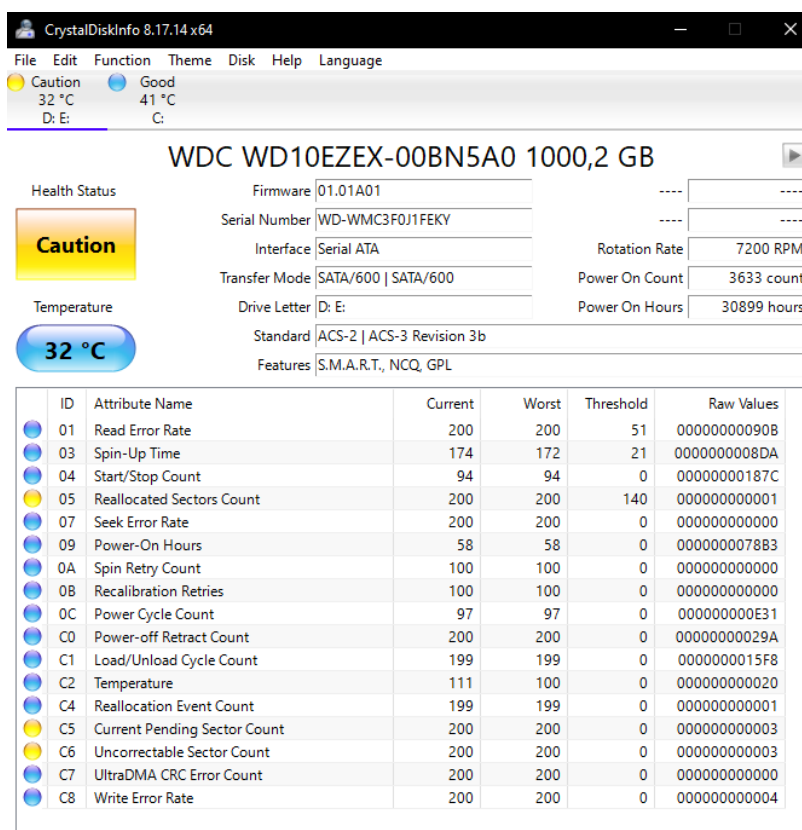 CrystalDiskInfo 8.17.14 x64
File Edit Function Theme Disk Help Language
Caution Good
32 °C 41 °C
D: E: C:
WDC WD10EZEX-00BN5A0 1000,2 GB
Health Status
Caution
Temperature
32 °C
Firmware 01.01A01 ---- ----
Serial Number WD-WMC3F0J1FEKY ---- ----
Interface Serial ATA Rotation Rate 7200 RPM
Transfer Mode SATA/600 | SATA/600 Power On Count 3633 count
Drive Letter D: E: Power On Hours 30899 hours
Standard ACS-2 | ACS-3 Revision 3b
Features S.M.A.R.T., NCQ, GPL
ID Attribute Name Current Worst Threshold Raw Values
01 Read Error Rate 200 200 51 00000000090B
03 Spin-Up Time 174 172 21 0000000008DA
04 Start/Stop Count 94 94 0 00000000187C
05 Reallocated Sectors Count 200 200 140 000000000001
07 Seek Error Rate 200 200 0 000000000000
09 Power-On Hours 58 58 0 0000000078B3
0A Spin Retry Count 100 100 0 000000000000
0B Recalibration Retries 100 100 0 000000000000
0C Power Cycle Count 97 97 0 000000000E31
C0 Power-off Retract Count 200 200 0 00000000029A
C1 Load/Unload Cycle Count 199 199 0 0000000015F8
C2 Temperature 111 100 0 000000000020
C4 Reallocation Event Count 199 199 0 000000000001
C5 Current Pending Sector Count 200 200 0 000000000003
C6 Uncorrectable Sector Count 200 200 0 000000000003
C7 UltraDMA CRC Error Count 200 200 0 000000000000
C8 Write Error Rate 200 200 0 000000000004